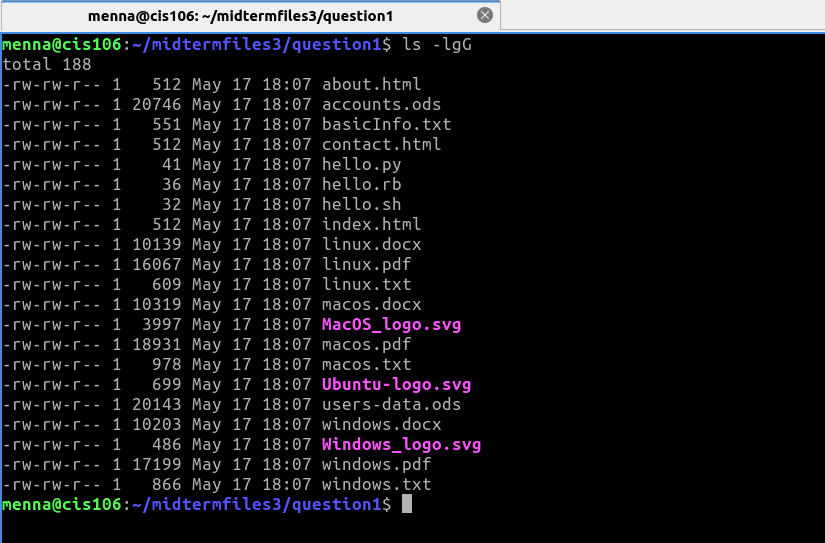 menna@cis106: ~/midtermfiles3/question1
menna@cis106:~/midtermfiles3/question1$ ls -lgG
total 188
-rw-rw-r-- 1   512 May 17 18:07 about.html
-rw-rw-r-- 1 20746 May 17 18:07 accounts.ods
-rw-rw-r-- 1   551 May 17 18:07 basicInfo.txt
-rw-rw-r-- 1   512 May 17 18:07 contact.html
-rw-rw-r-- 1    41 May 17 18:07 hello.py
-rw-rw-r-- 1    36 May 17 18:07 hello.rb
-rw-rw-r-- 1    32 May 17 18:07 hello.sh
-rw-rw-r-- 1   512 May 17 18:07 index.html
-rw-rw-r-- 1 10139 May 17 18:07 linux.docx
-rw-rw-r-- 1 16067 May 17 18:07 linux.pdf
-rw-rw-r-- 1   609 May 17 18:07 linux.txt
-rw-rw-r-- 1 10319 May 17 18:07 macos.docx
-rw-rw-r-- 1  3997 May 17 18:07 MacOS_logo.svg
-rw-rw-r-- 1 18931 May 17 18:07 macos.pdf
-rw-rw-r-- 1   978 May 17 18:07 macos.txt
-rw-rw-r-- 1   699 May 17 18:07 Ubuntu-logo.svg
-rw-rw-r-- 1 20143 May 17 18:07 users-data.ods
-rw-rw-r-- 1 10203 May 17 18:07 windows.docx
-rw-rw-r-- 1   486 May 17 18:07 Windows_logo.svg
-rw-rw-r-- 1 17199 May 17 18:07 windows.pdf
-rw-rw-r-- 1   866 May 17 18:07 windows.txt
menna@cis106:~/midtermfiles3/question1$